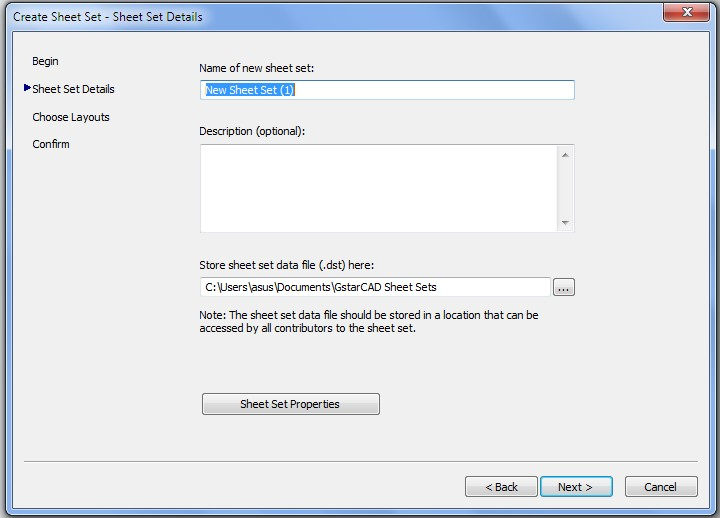 Create Sheet Set - Sheet Set Details
Begin
Sheet Set Details
Choose Layouts
Confirm
Name of new sheet set:
New Sheet Set (1)
Description (optional):
Store sheet set data file (.dst) here:
C:\Users\asus\Documents\GstarCAD Sheet Sets
...
Note: The sheet set data file should be stored in a location that can be
accessed by all contributors to the sheet set.
Sheet Set Properties
< Back
Next >
Cancel